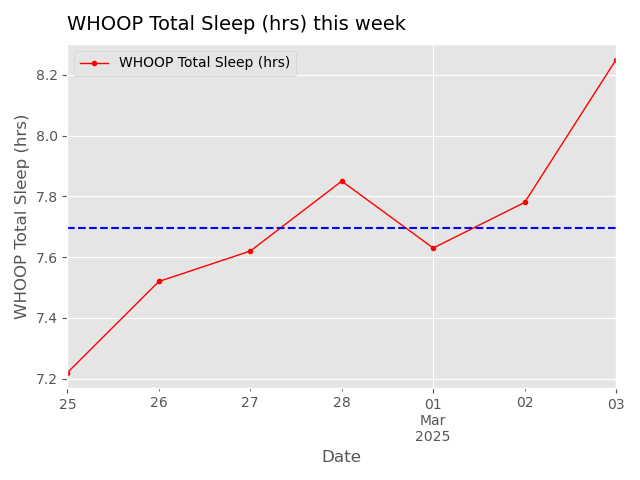 WHOOP Total Sleep (hrs) this week
WHOOP Total Sleep (hrs)
WHOOP Total Sleep (hrs)
8.2
8.0
7.8
7.6
7.4
7.2
25 26 27 28 01 02 03
Mar
2025
Date